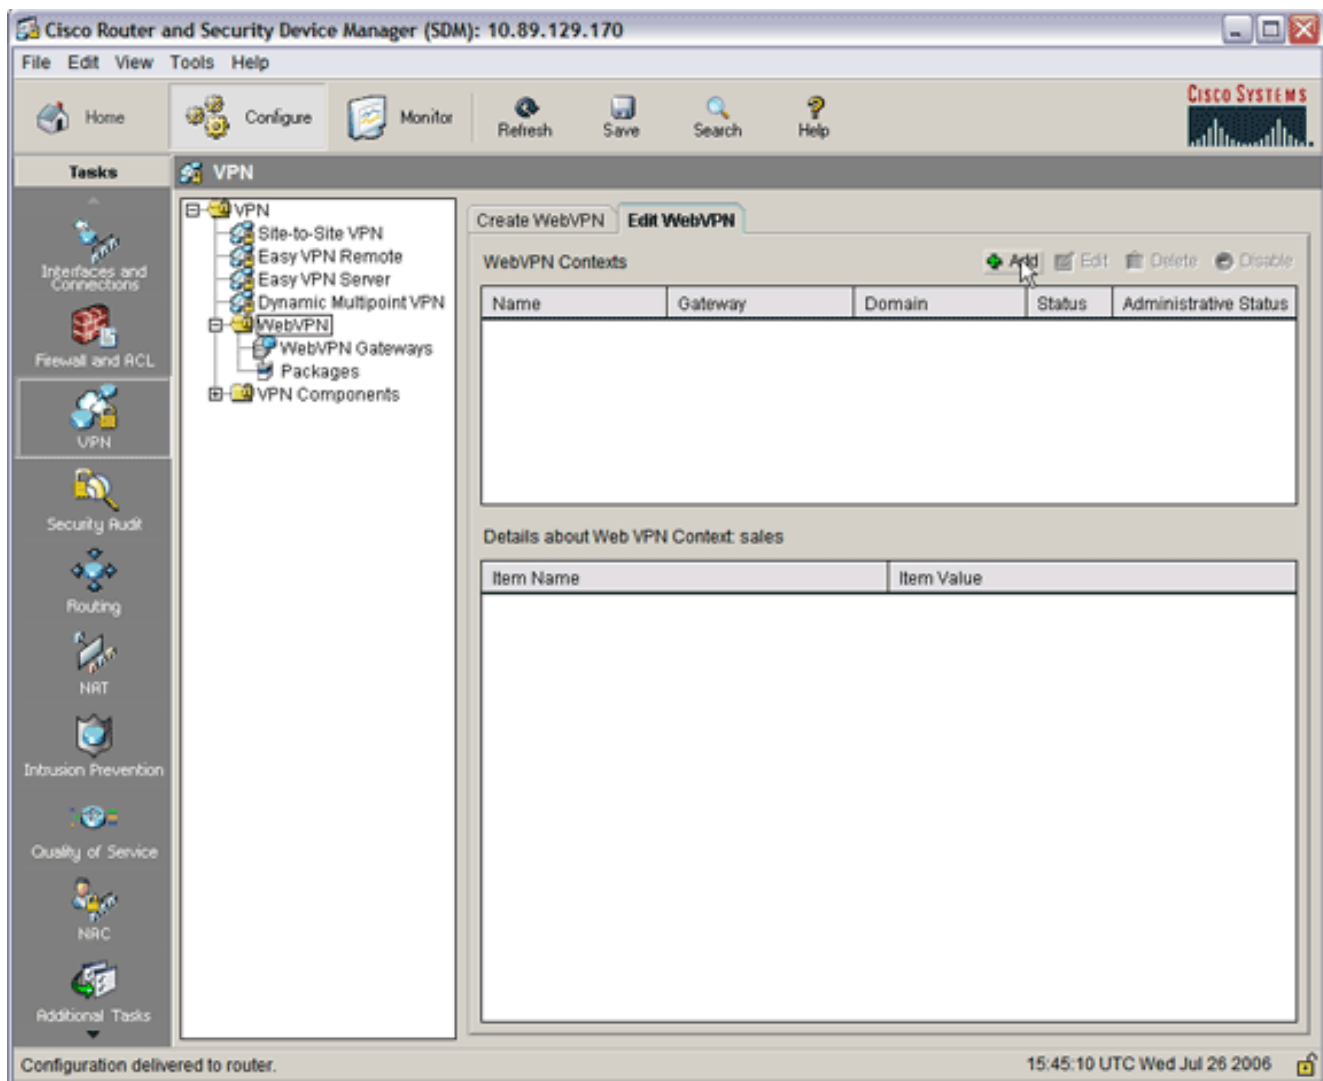 Cisco Router and Security Device Manager (SDM): 10.89.129.170
File Edit View Tools Help
Home Configure Monitor Refresh Save Search Help
CISCO SYSTEMS
Tasks
VPN
Interfaces and
Connections
Firewall and ACL
VPN
Security Audit
Routing
NAT
Intrusion Prevention
Quality of Service
NAC
Additional Tasks
VPN
Site-to-Site VPN
Easy VPN Remote
Easy VPN Server
Dynamic Multipoint VPN
WebVPN
WebVPN Gateways
Packages
VPN Components
Create WebVPN Edit WebVPN
WebVPN Contexts Add Edit Delete Disable
Name Gateway Domain Status Administrative Status
Details about Web VPN Context: sales
Item Name Item Value
Configuration delivered to router. 15:45:10 UTC Wed Jul 26 2006